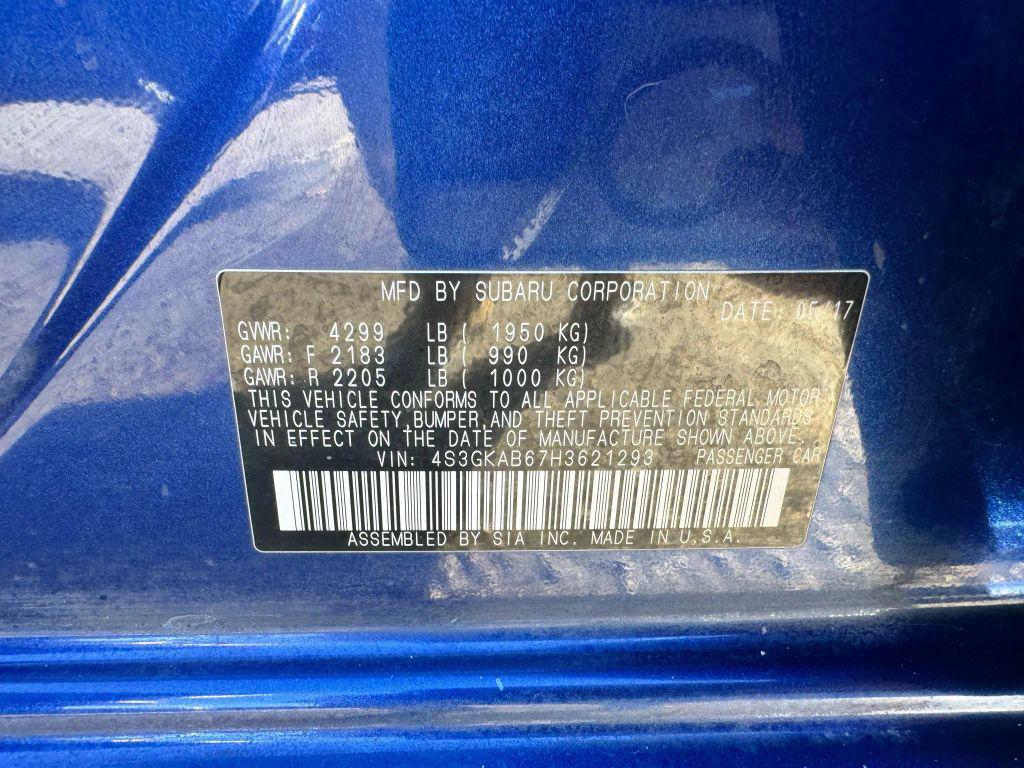 MFD BY SUBARU CORPORATION
DATE: 05/17
GVWR: 4299 LB ( 1950 KG)
GAWR: F 2183 LB ( 990 KG)
GAWR: R 2205 LB ( 1000 KG)
THIS VEHICLE CONFORMS TO ALL APPLICABLE FEDERAL MOTOR
VEHICLE SAFETY,BUMPER,AND THEFT PREVENTION STANDARDS
IN EFFECT ON THE DATE OF MANUFACTURE SHOWN ABOVE.
VIN: 4S3GKAB67H3621293 PASSENGER CAR
ASSEMBLED BY SIA INC. MADE IN U.S.A.